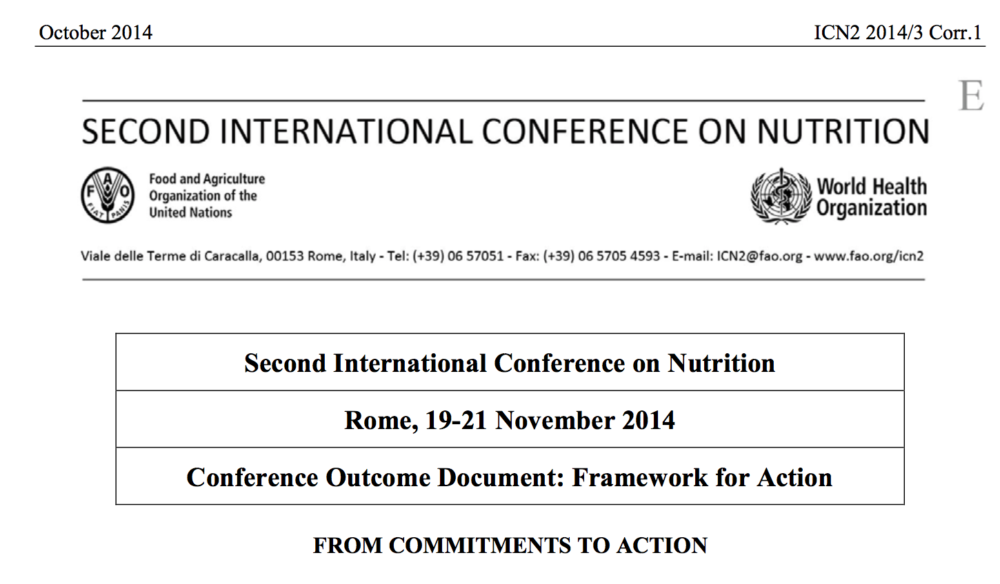 October 2014 ICN2 2014/3 Corr.1
E
SECOND INTERNATIONAL CONFERENCE ON NUTRITION
F A O
FIAT PANIS
Food and Agriculture
Organization of the
United Nations
World Health
Organization
Viale delle Terme di Caracalla, 00153 Rome, Italy - Tel: (+39) 06 57051 - Fax: (+39) 06 5705 4593 - E-mail: ICN2@fao.org - www.fao.org/icn2
Second International Conference on Nutrition
Rome, 19-21 November 2014
Conference Outcome Document: Framework for Action
FROM COMMITMENTS TO ACTION